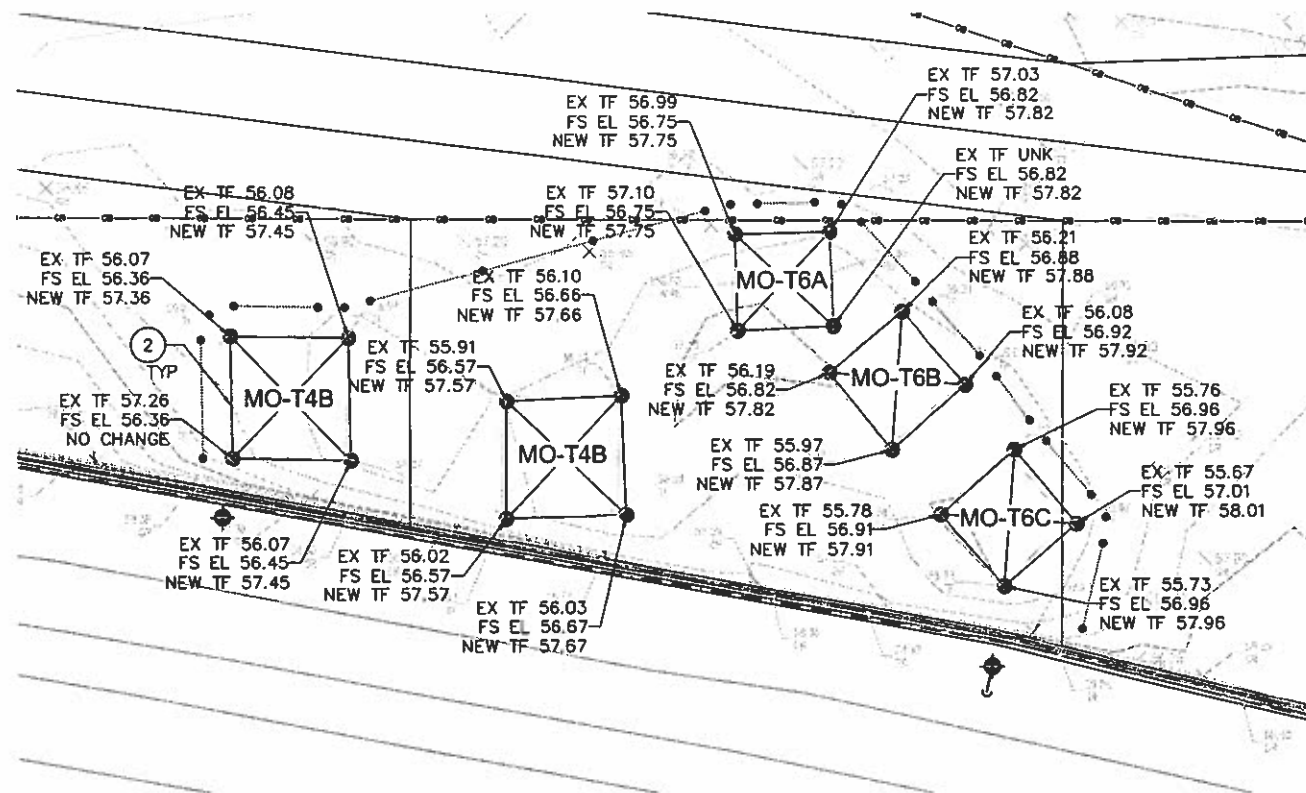 EX TF 57.03
FS EL 56.82
NEW TF 57.82
EX TF 56.99
FS EL 56.75
NEW TF 57.75
EX TF UNK
FS EL 56.82
NEW TF 57.82
EX TF 56.08
FS EL 56.45
NEW TF 57.45
EX TF 57.10
FS EL 56.75
NEW TF 57.75
EX TF 56.21
FS EL 56.88
NEW TF 57.88
EX TF 56.07
FS EL 56.36
NEW TF 57.36
EX TF 56.10
FS EL 56.66
NEW TF 57.66
MO-T6A
EX TF 56.08
FS EL 56.92
NEW TF 57.92
2
TYP
EX TF 55.91
FS EL 56.57
NEW TF 57.57
EX TF 56.19
FS EL 56.82
NEW TF 57.82
MO-T6B
EX TF 57.26
FS EL 56.36
NO CHANGE
MO-T4B
EX TF 55.76
FS EL 56.96
NEW TF 57.96
MO-T4B
EX TF 55.97
FS EL 56.87
NEW TF 57.87
EX TF 55.67
FS EL 57.01
NEW TF 58.01
EX TF 55.78
FS EL 56.91
NEW TF 57.91
MO-T6C
EX TF 56.07
FS EL 56.45
NEW TF 57.45
EX TF 56.02
FS EL 56.57
NEW TF 57.57
EX TF 56.03
FS EL 56.67
NEW TF 57.67
EX TF 55.73
FS EL 56.96
NEW TF 57.96